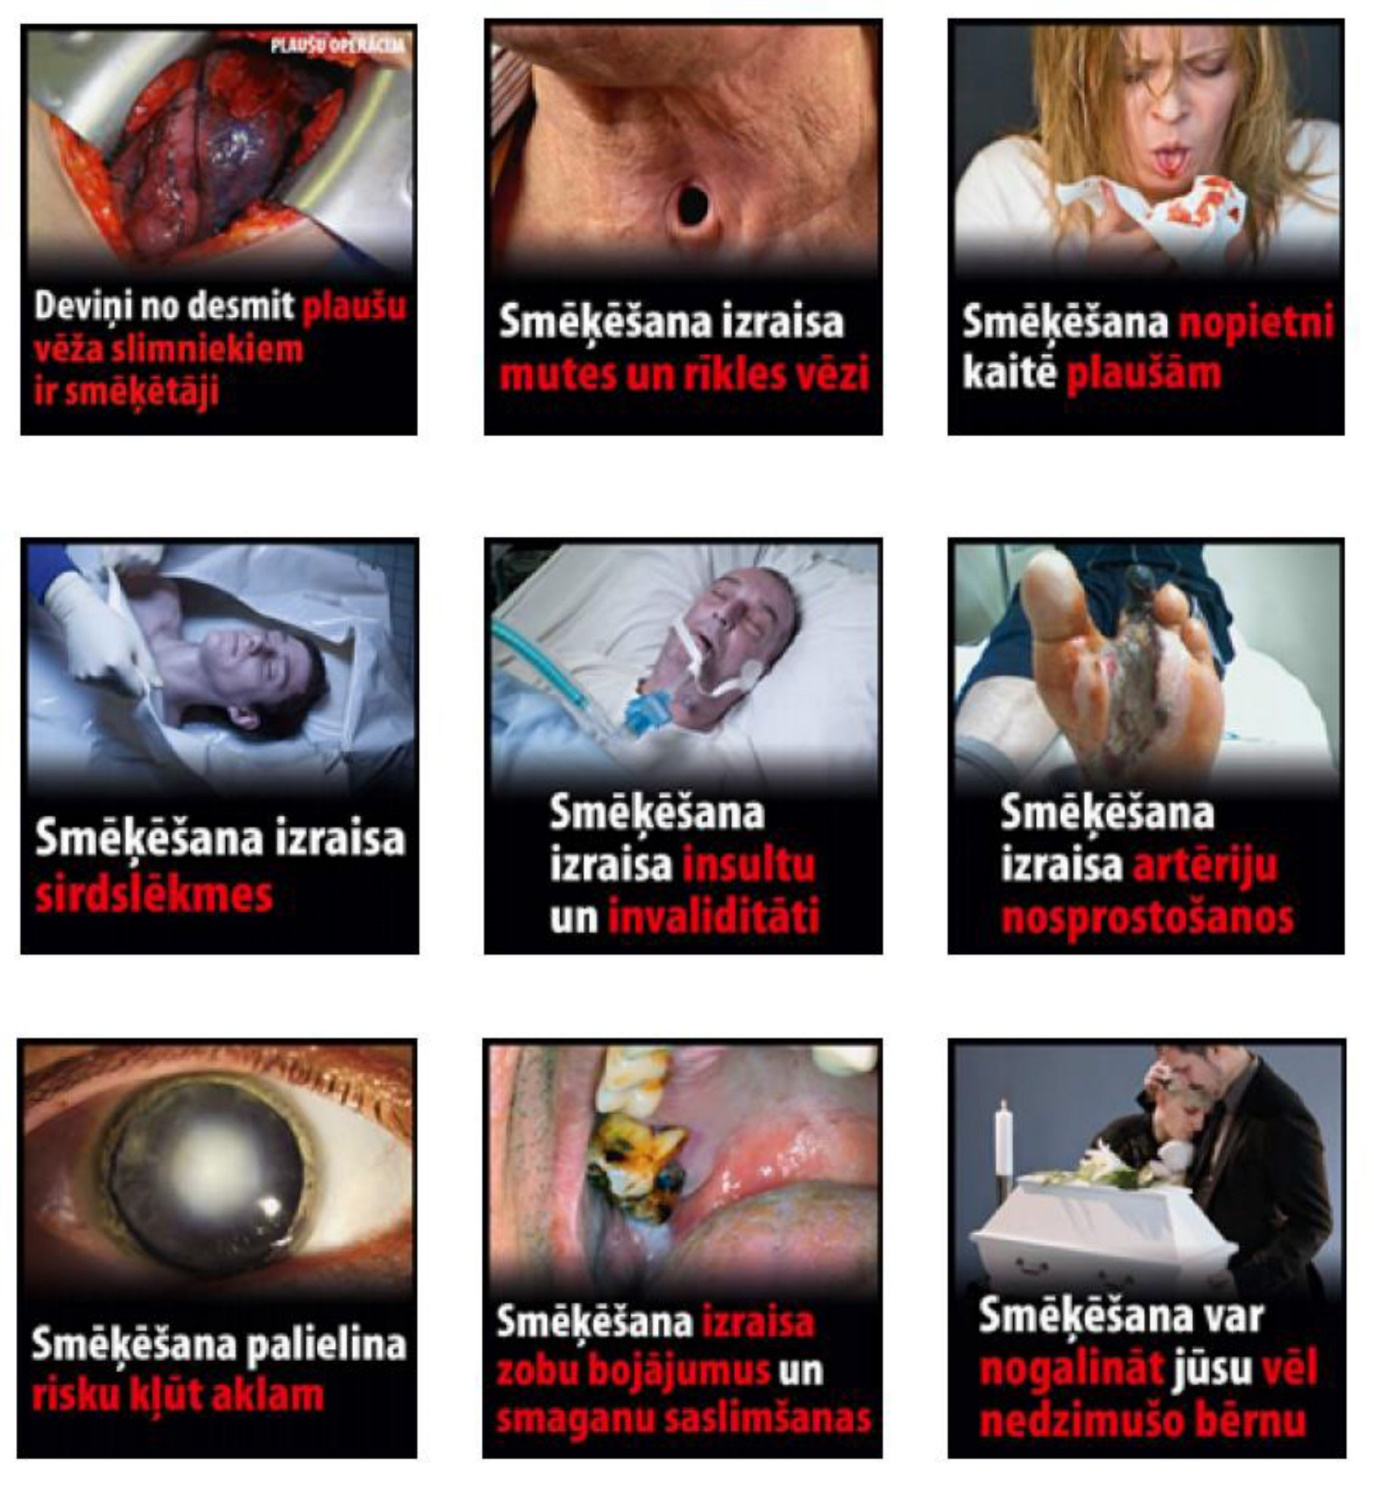 PLAUŠU OPERĀCIJA
Deviņi no desmit plaušu
vēža slimniekiem
ir smēķētāji
Smēķēšana izraisa
mutes un rīkles vēzi
Smēķēšana nopietni
kaitē plaušām
Smēķēšana izraisa
sirdslēkmes
Smēķēšana
izraisa insultu
un invaliditāti
Smēķēšana
izraisa artēriju
nosprostošanos
Smēķēšana palielina
risku kļūt aklam
Smēķēšana izraisa
zobu bojājumus un
smaganu saslimšanas
Smēķēšana var
nogalināt jūsu vēl
nedzimušo bērnu